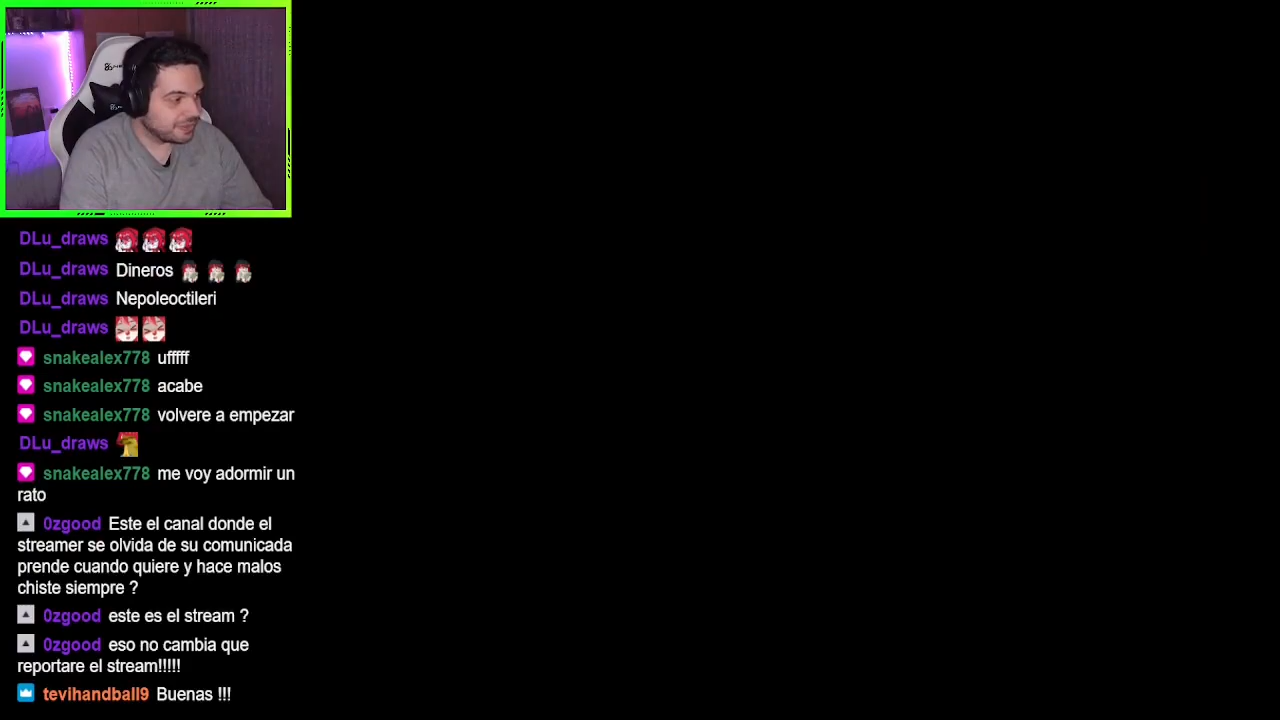 DLu_draws
DLu_draws Dineros
DLu_draws Nepoleoctileri
DLu_draws
snakealex778 ufffff
snakealex778 acabe
snakealex778 volvere a empezar
DLu_draws
snakealex778 me voy adormir un
rato
0zgood Este el canal donde el
streamer se olvida de su comunicada
prende cuando quiere y hace malos
chiste siempre ?
0zgood este es el stream ?
0zgood eso no cambia que
reportare el stream!!!!!
tevihandball9 Buenas !!!